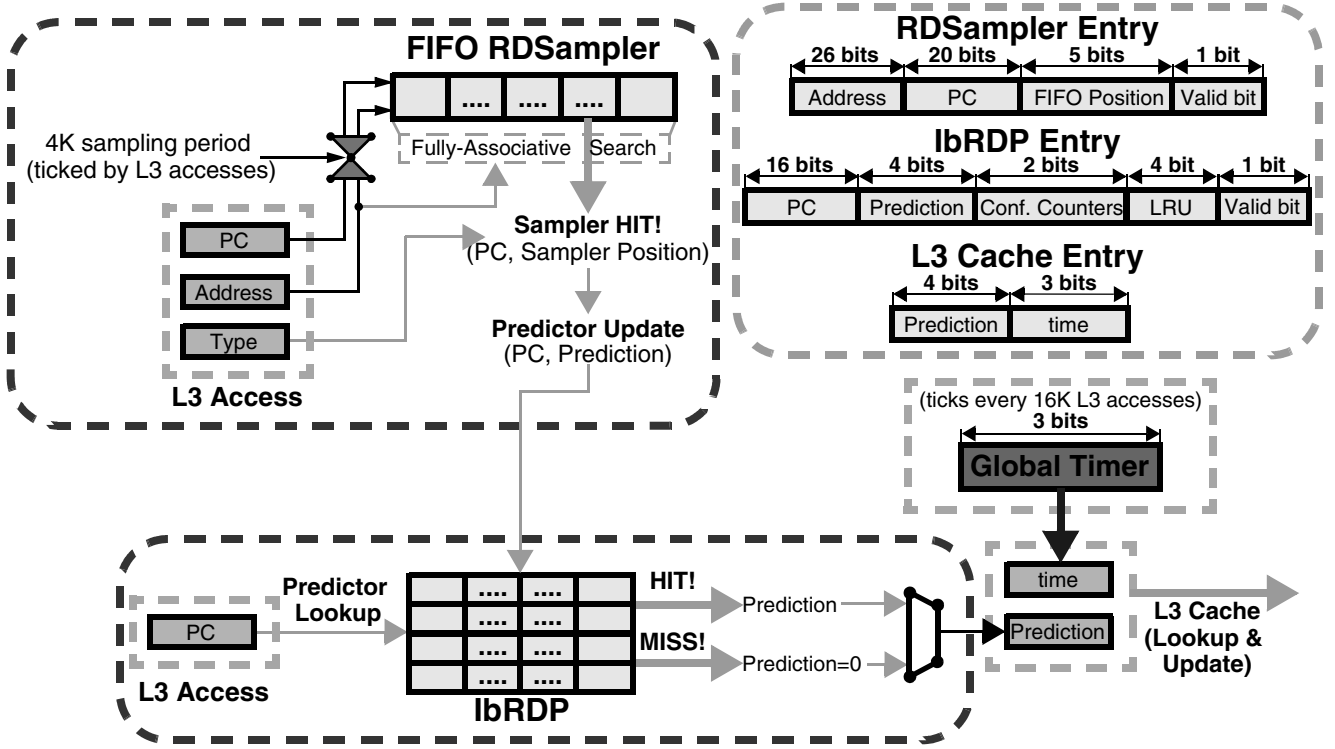 FIFO RDSampler
.... .... ....
Fully-Associative Search
4K sampling period
(ticked by L3 accesses)
PC
Address
Type
L3 Access
Sampler HIT!
(PC, Sampler Position)
Predictor Update
(PC, Prediction)
RDSampler Entry
26 bits 20 bits 5 bits 1 bit
Address PC FIFO Position Valid bit
IbRDP Entry
16 bits 4 bits 2 bits 4 bit 1 bit
PC Prediction Conf. Counters LRU Valid bit
L3 Cache Entry
4 bits 3 bits
Prediction time
(ticks every 16K L3 accesses)
3 bits
Global Timer
PC
L3 Access
Predictor
Lookup
.... ....
.... ....
.... ....
.... ....
IbRDP
HIT!
Prediction
MISS!
Prediction=0
time
Prediction
L3 Cache
(Lookup &
Update)